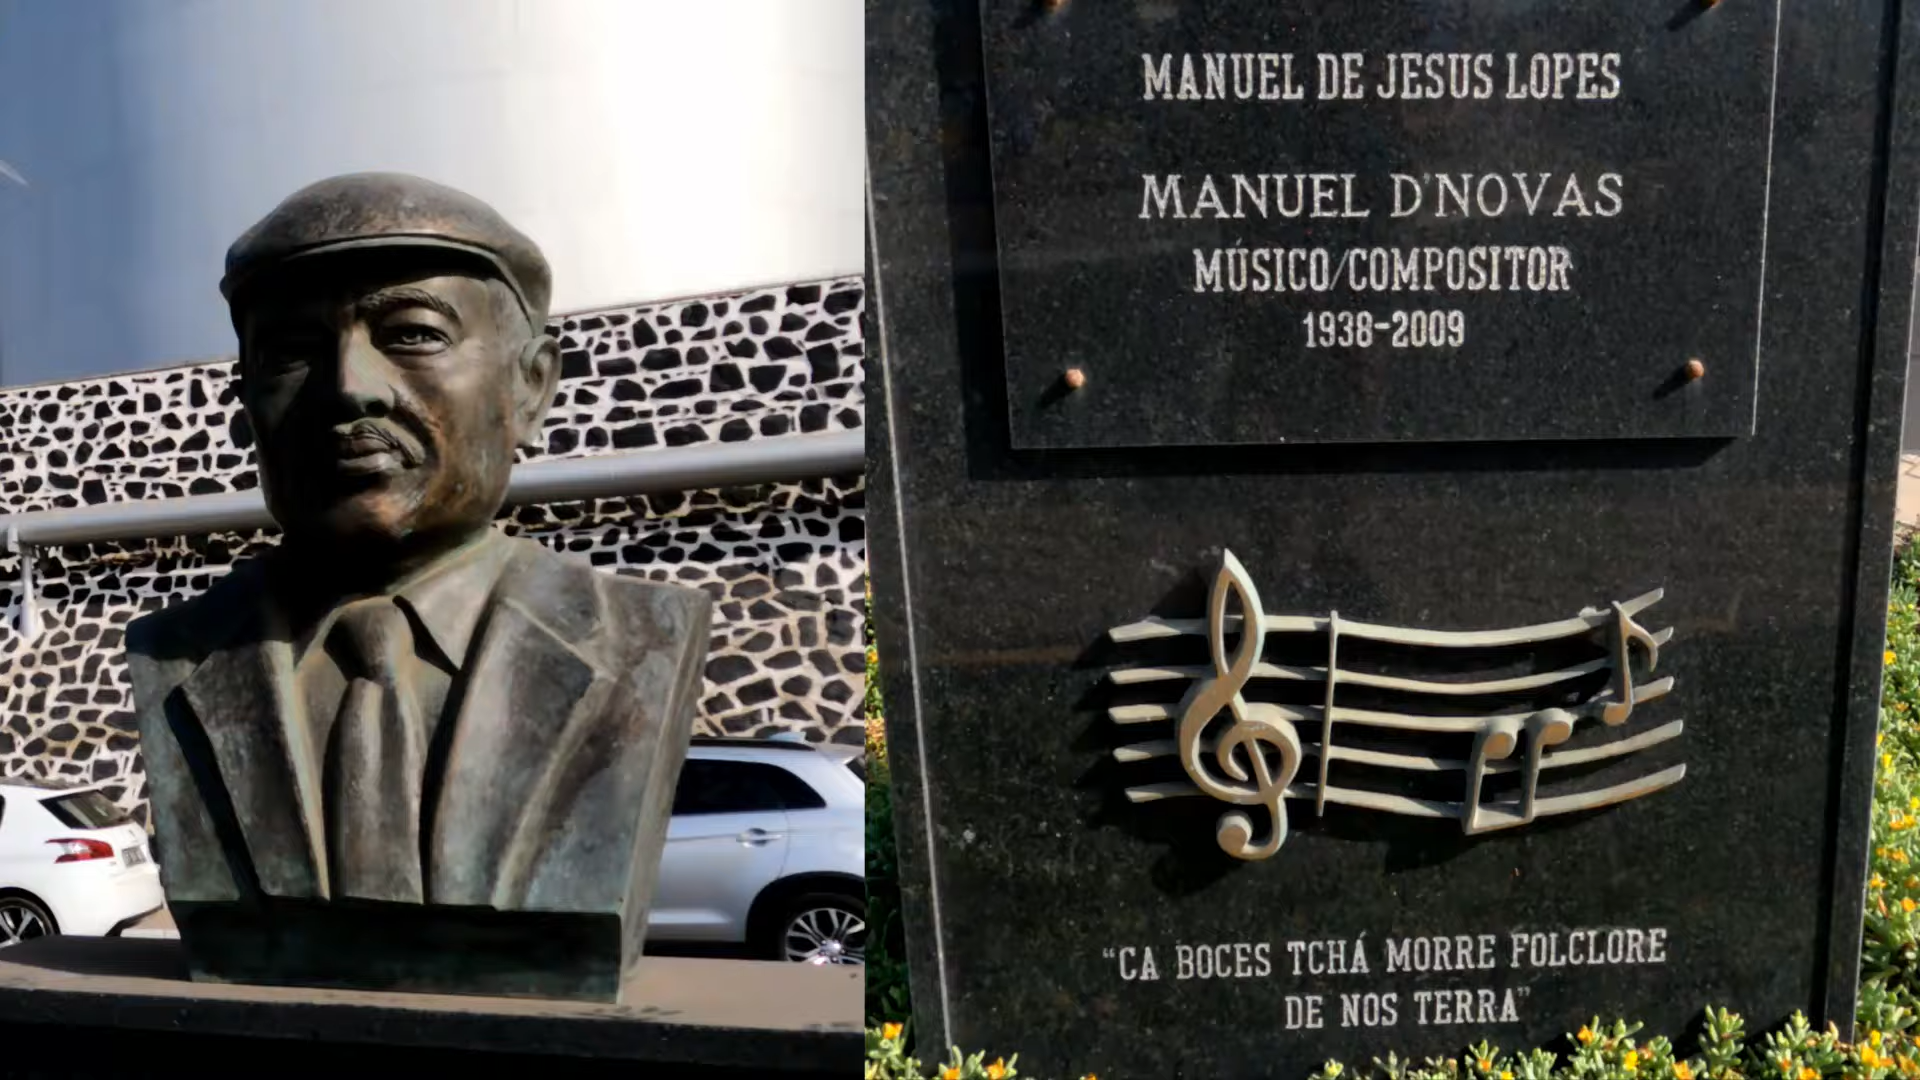 MANUEL DE JESUS LOPES
MANUEL D'NOVAS
MÚSICO/COMPOSITOR
1938-2009
"CA BOCES TCHÁ MORRE FOLCLORE
DE NOS TERRA"